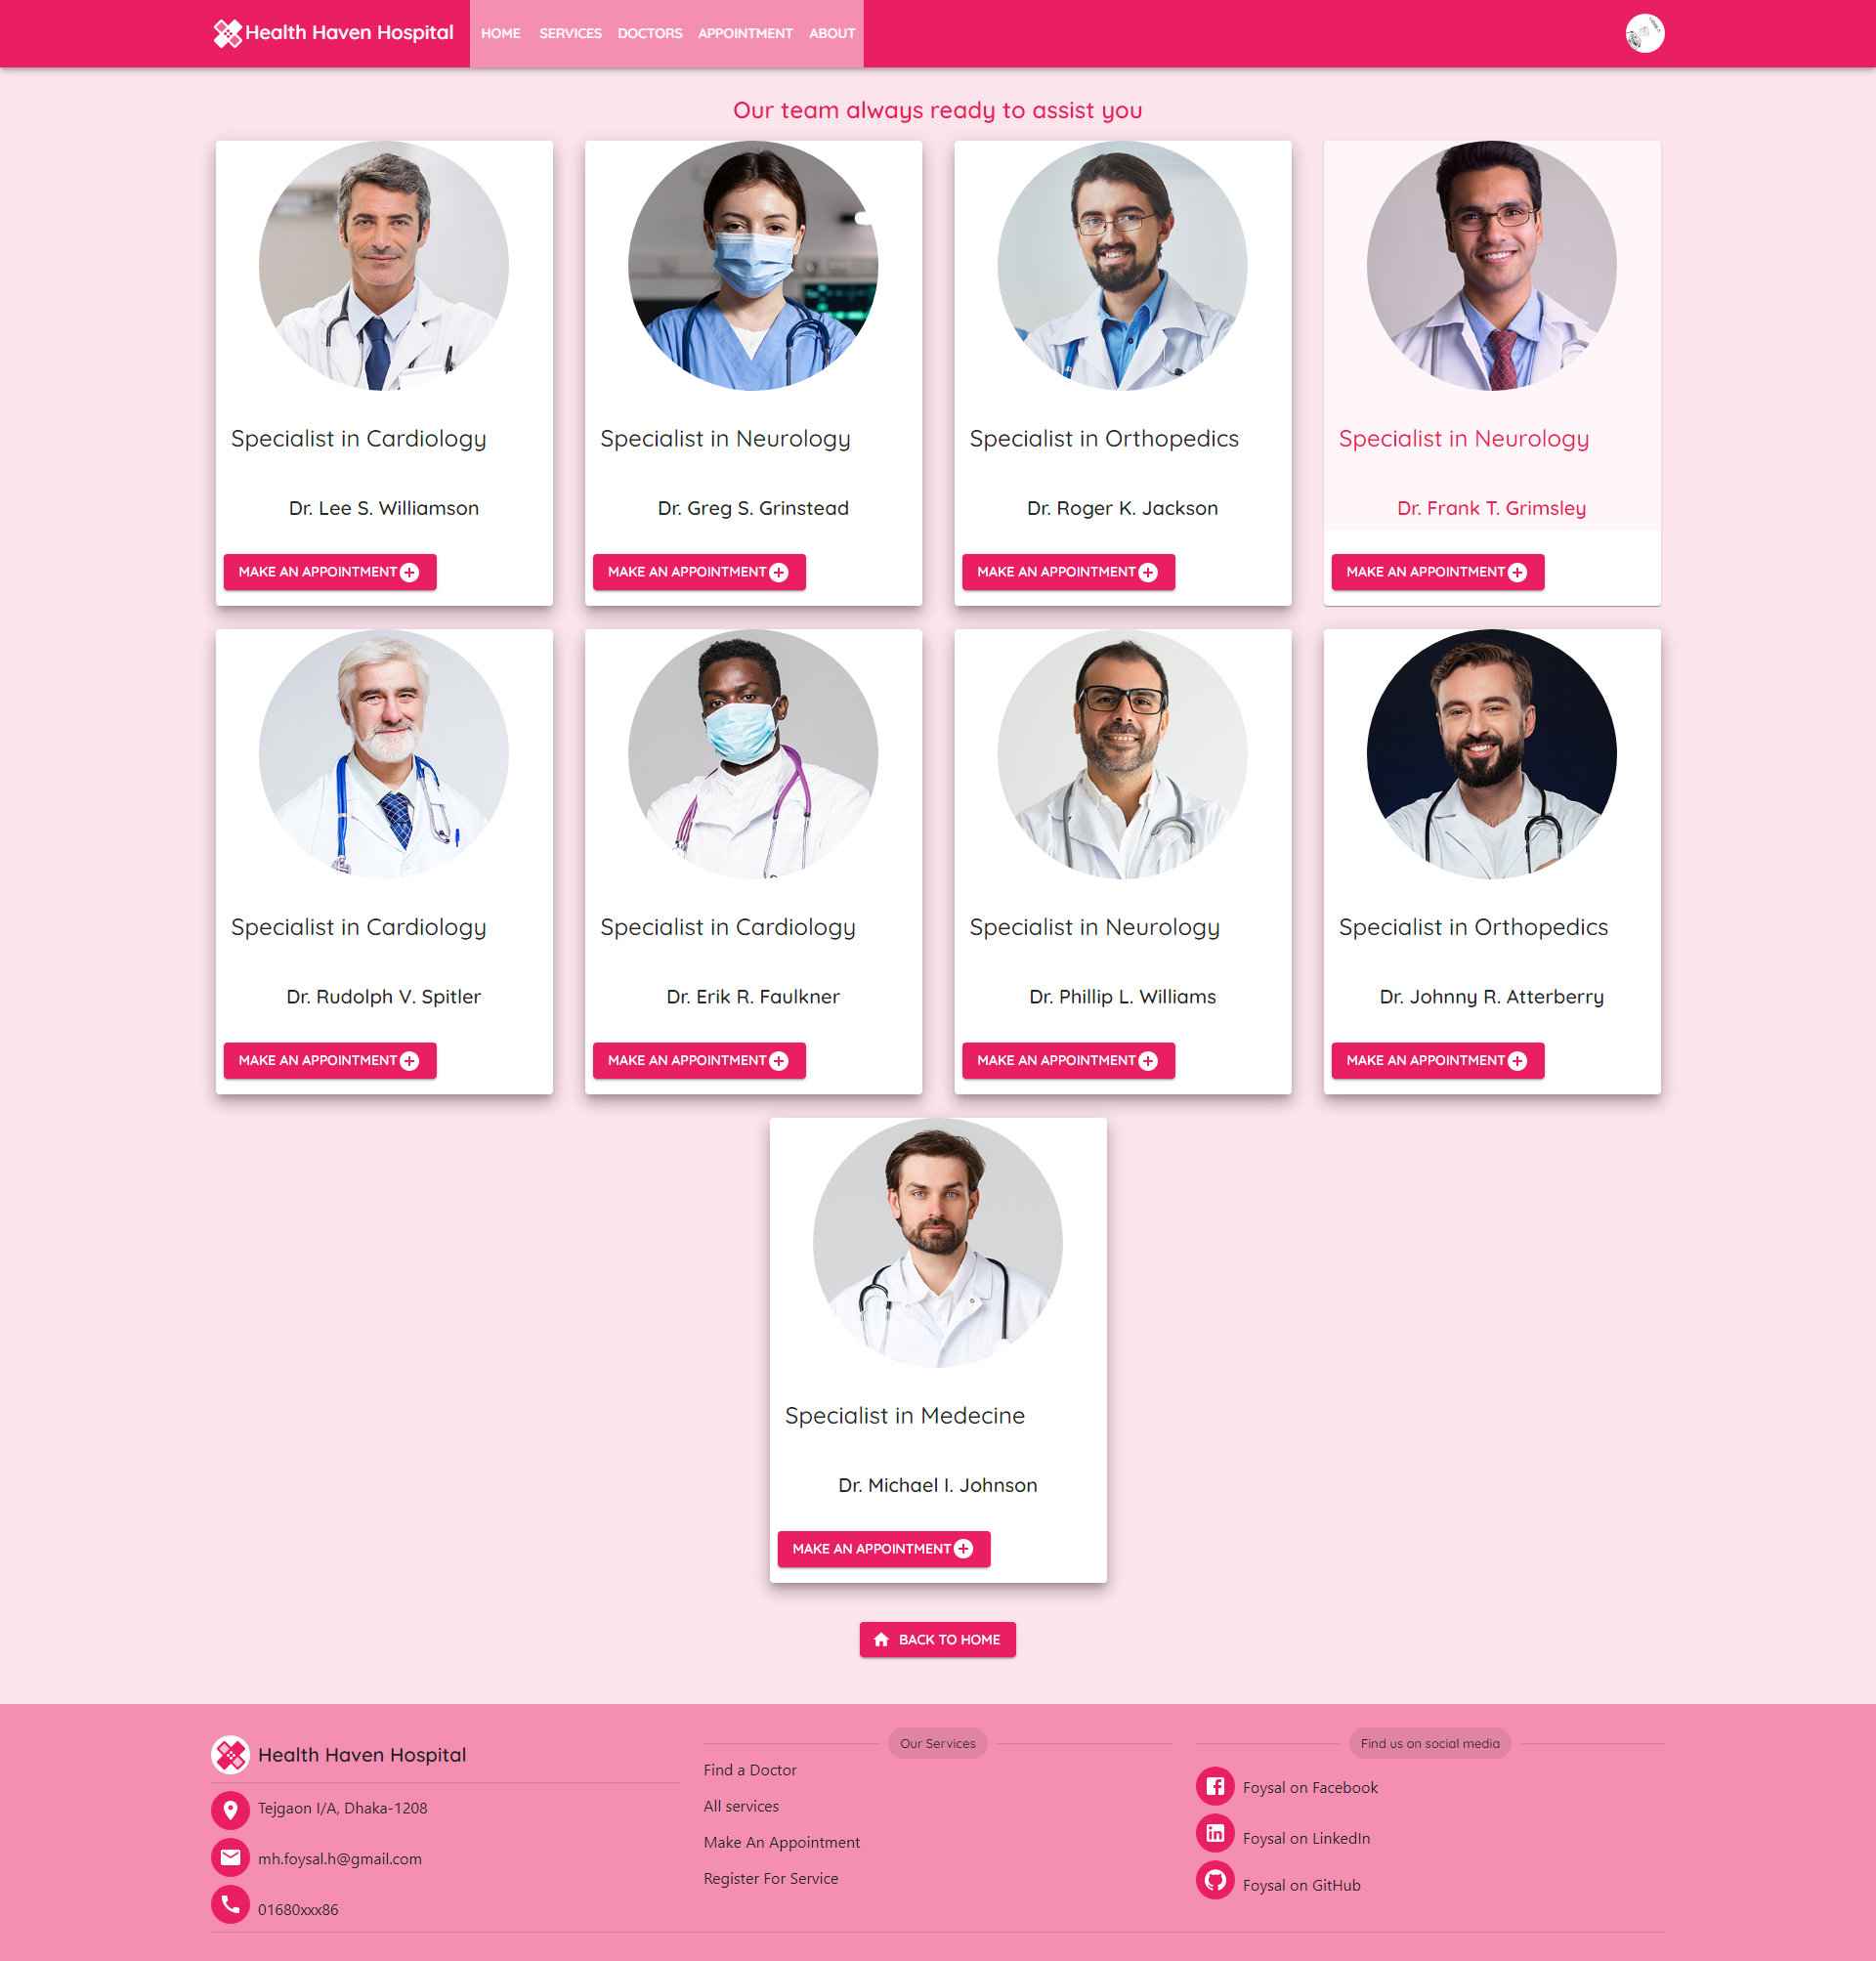 Health Haven Hospital HOME SERVICES DOCTORS APPOINTMENT ABOUT
Our team always ready to assist you
Specialist in Cardiology
Dr. Lee S. Williamson
MAKE AN APPOINTMENT
Specialist in Neurology
Dr. Greg S. Grinstead
MAKE AN APPOINTMENT
Specialist in Orthopedics
Dr. Roger K. Jackson
MAKE AN APPOINTMENT
Specialist in Neurology
Dr. Frank T. Grimsley
MAKE AN APPOINTMENT
Specialist in Cardiology
Dr. Rudolph V. Spitler
MAKE AN APPOINTMENT
Specialist in Cardiology
Dr. Erik R. Faulkner
MAKE AN APPOINTMENT
Specialist in Neurology
Dr. Phillip L. Williams
MAKE AN APPOINTMENT
Specialist in Orthopedics
Dr. Johnny R. Atterberry
MAKE AN APPOINTMENT
Specialist in Medecine
Dr. Michael I. Johnson
MAKE AN APPOINTMENT
BACK TO HOME
Health Haven Hospital
Tejgaon I/A, Dhaka-1208
mh.foysal.h@gmail.com
01680xxx86
Our Services
Find a Doctor
All services
Make An Appointment
Register For Service
Find us on social media
Foysal on Facebook
Foysal on LinkedIn
Foysal on GitHub